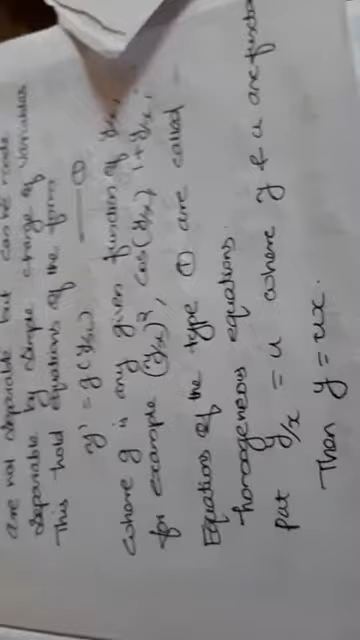 are not separable but can be made
separable by simple change of variables
This hold equations of the form
y' = g(y/x) —— ①
where g is any given function of y/x,
for example (y/x)², cos(y/x), 1+y/x,
Equations of the type ① are called
homogeneous equations.
Put y/x = u where y & u are
Then y = ux.